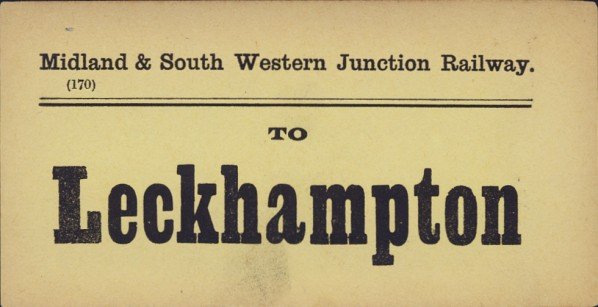 Midland & South Western Junction Railway.
(170)
TO
Leckhampton